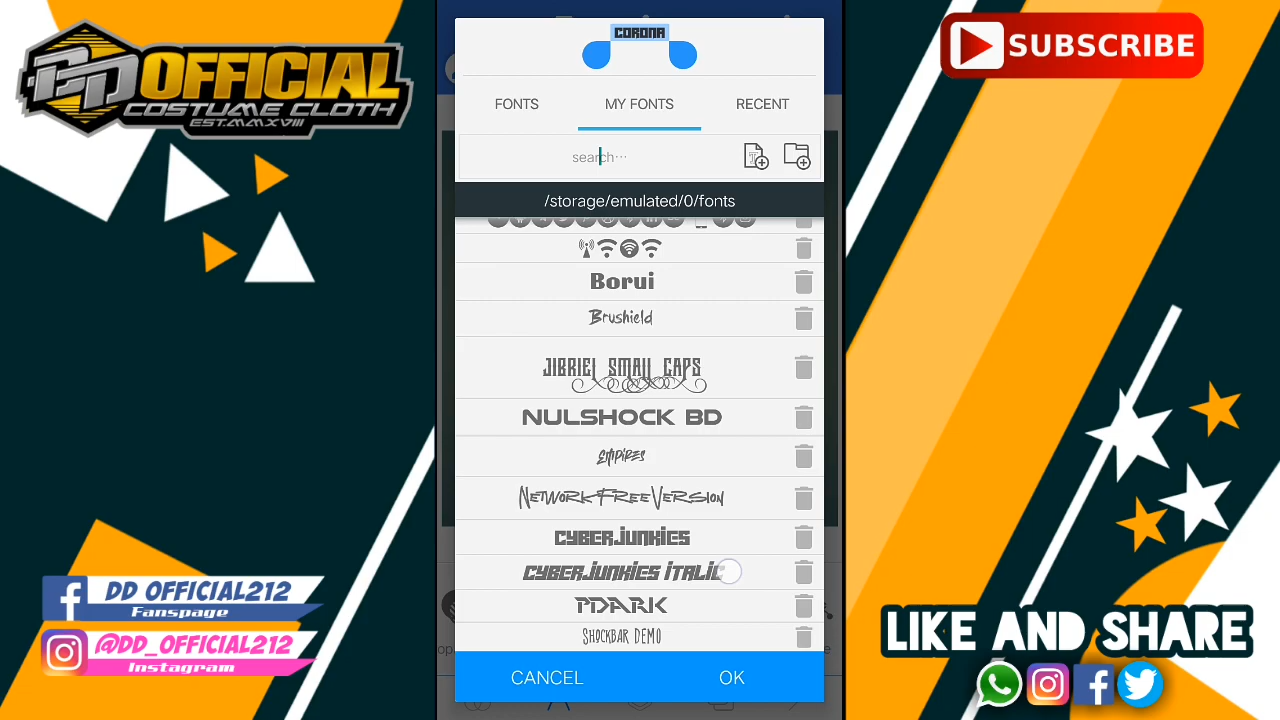 DD OFFICIAL
COSTUME CLOTH
EST.MMXVIII
SUBSCRIBE
CORONA
FONTS MY FONTS RECENT
search...
/storage/emulated/0/fonts
Borui
Brushield
JIBRIEL SMALL CAPS
NULSHOCK BD
EMPIRES
NETWORKFREEVERSION
CYBERJUNKIES
CYBERJUNKIES ITALIC
PDARK
SHOCKBAR DEMO
CANCEL OK
DD OFFICIAL212
Fanspage
@DD_OFFICIAL212
Instagram
LIKE AND SHARE